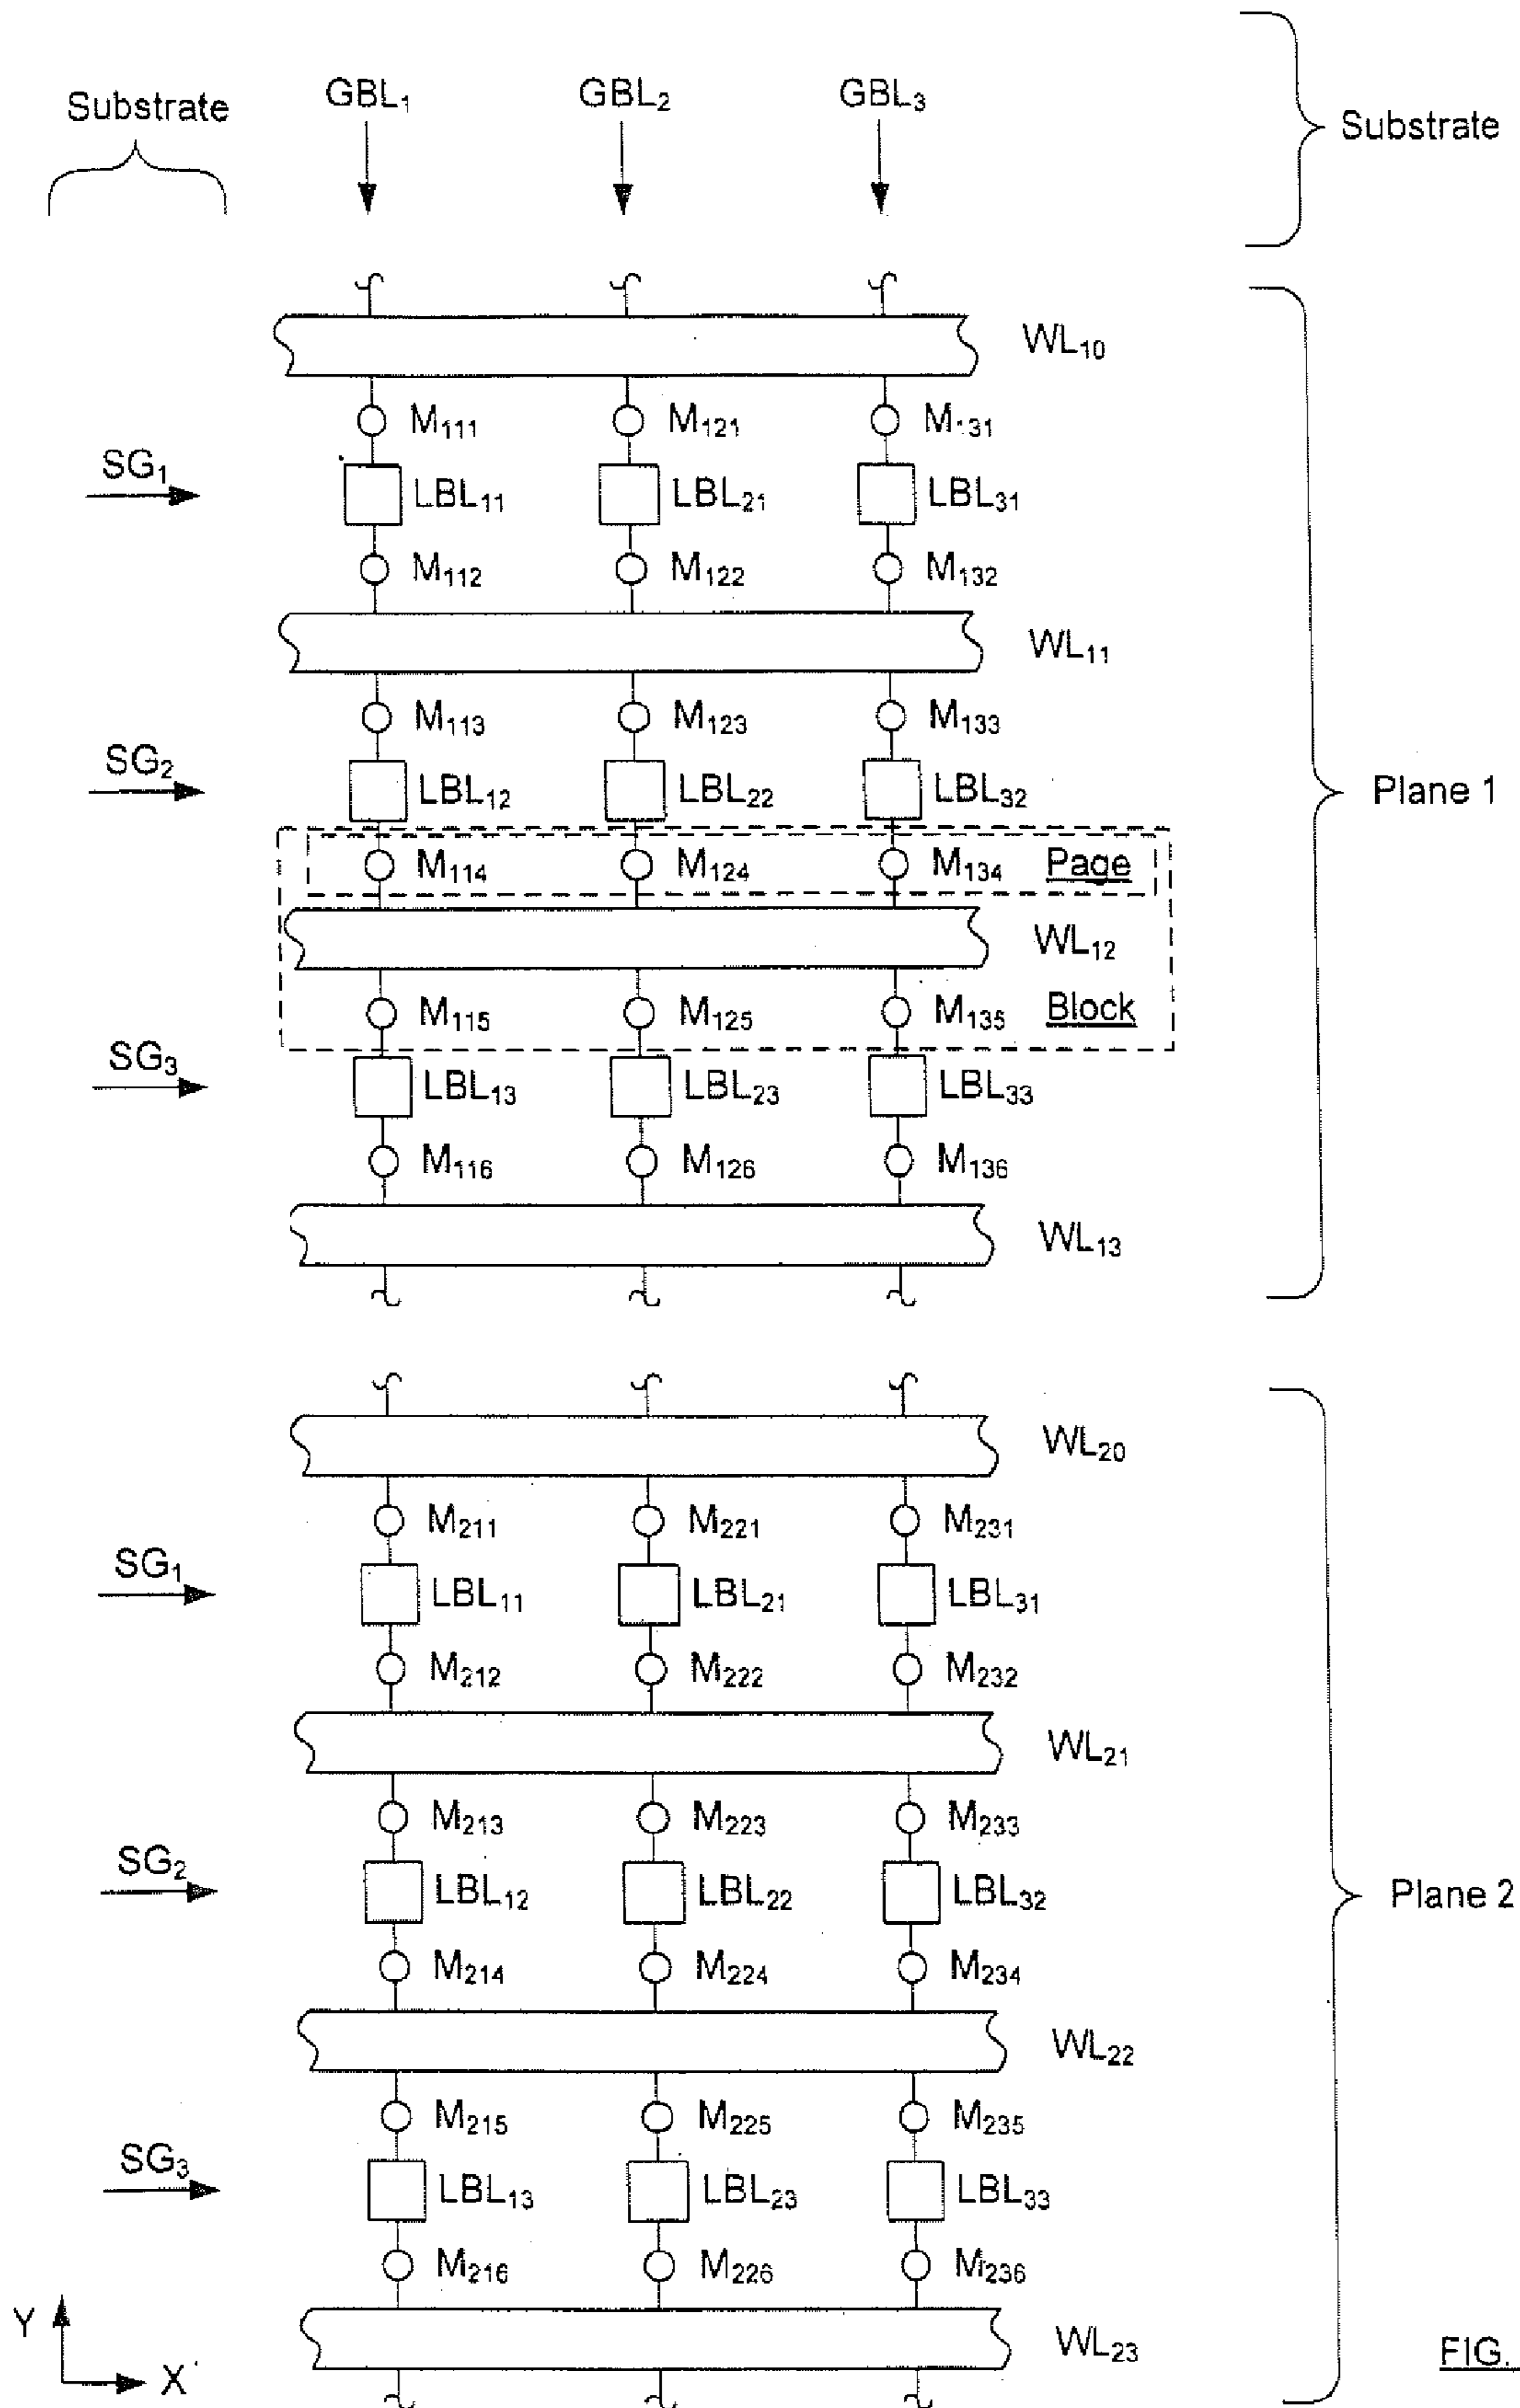 GBL₁ GBL₂ GBL₃
Substrate Substrate
WL₁₀
M₁₁₁ M₁₂₁ M₁₃₁
SG₁ LBL₁₁ LBL₂₁ LBL₃₁
M₁₁₂ M₁₂₂ M₁₃₂
WL₁₁
M₁₁₃ M₁₂₃ M₁₃₃
SG₂ LBL₁₂ LBL₂₂ LBL₃₂ Plane 1
M₁₁₄ M₁₂₄ M₁₃₄ Page
WL₁₂
M₁₁₅ M₁₂₅ M₁₃₅ Block
SG₃ LBL₁₃ LBL₂₃ LBL₃₃
M₁₁₆ M₁₂₆ M₁₃₆
WL₁₃
WL₂₀
M₂₁₁ M₂₂₁ M₂₃₁
SG₁ LBL₁₁ LBL₂₁ LBL₃₁
M₂₁₂ M₂₂₂ M₂₃₂
WL₂₁
M₂₁₃ M₂₂₃ M₂₃₃
SG₂ LBL₁₂ LBL₂₂ LBL₃₂ Plane 2
M₂₁₄ M₂₂₄ M₂₃₄
WL₂₂
M₂₁₅ M₂₂₅ M₂₃₅
SG₃ LBL₁₃ LBL₂₃ LBL₃₃
M₂₁₆ M₂₂₆ M₂₃₆
Y
WL₂₃
X FIG.